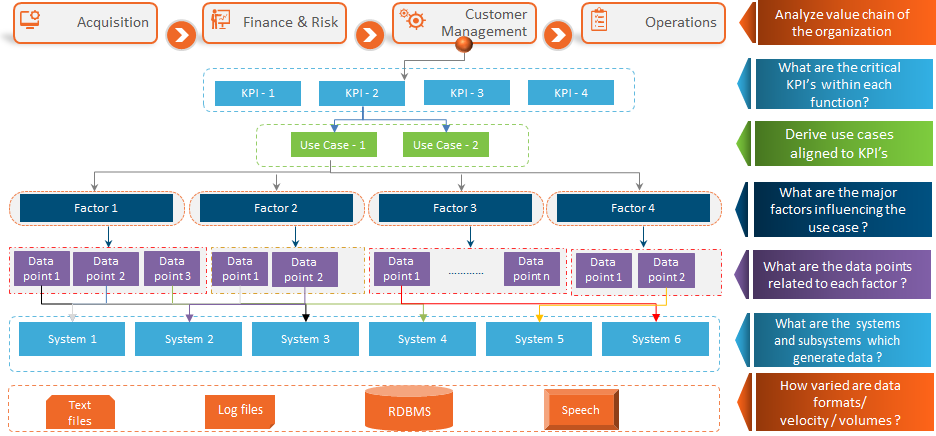 Acquisition
Finance & Risk
Customer
Management
Operations
Analyze value chain of
the organization
KPI - 1
KPI - 2
KPI - 3
KPI - 4
What are the critical
KPI's within each
function?
Use Case - 1
Use Case - 2
Derive use cases
aligned to KPI's
Factor 1
Factor 2
Factor 3
Factor 4
What are the major
factors influencing the
use case ?
Data
point 1
Data
point 2
Data
point 3
Data
point 1
Data
point 2
Data
point 1
.............
Data
point n
Data
point 1
Data
point 2
What are the data points
related to each factor ?
System 1
System 2
System 3
System 4
System 5
System 6
What are the systems
and subsystems which
generate data ?
Text
files
Log files
RDBMS
Speech
How varied are data
formats/
velocity / volumes ?